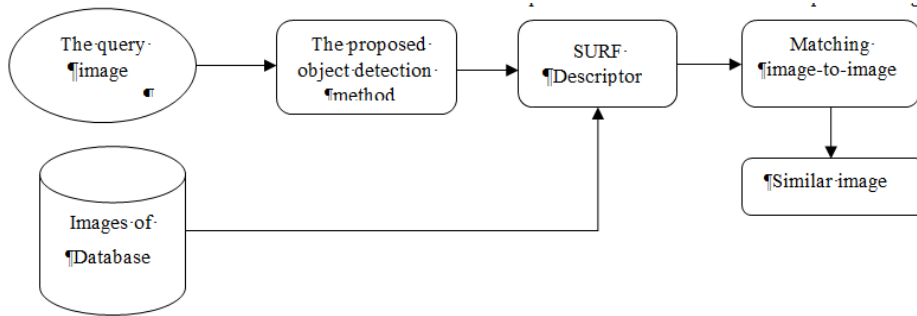 The·query·
¶image
¶
The·proposed·
object·detection·
¶method
SURF·
¶Descriptor
Matching·
¶image-to-image
¶Similar·image
Images·of·
¶Database